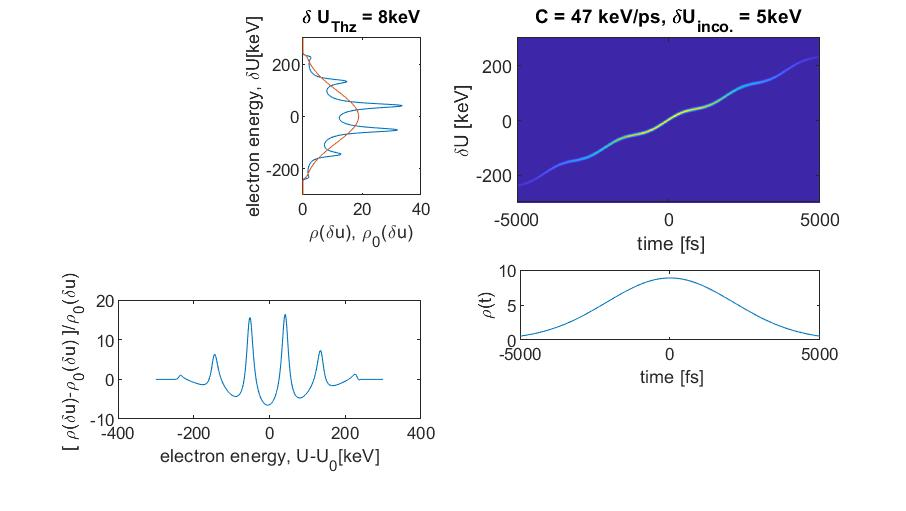 δ U_Thz = 8keV
electron energy, δU[keV]
200
0
-200
0 20 40
ρ(δu), ρ_0(δu)
C = 47 keV/ps, δU_inco. = 5keV
δU [keV]
200
0
-200
-5000 0 5000
time [fs]
[ ρ(δu)-ρ_0(δu) ]/ρ_0(δu)
20
10
0
-10
-400 -200 0 200 400
electron energy, U-U_0[keV]
ρ(t)
10
5
0
-5000 0 5000
time [fs]